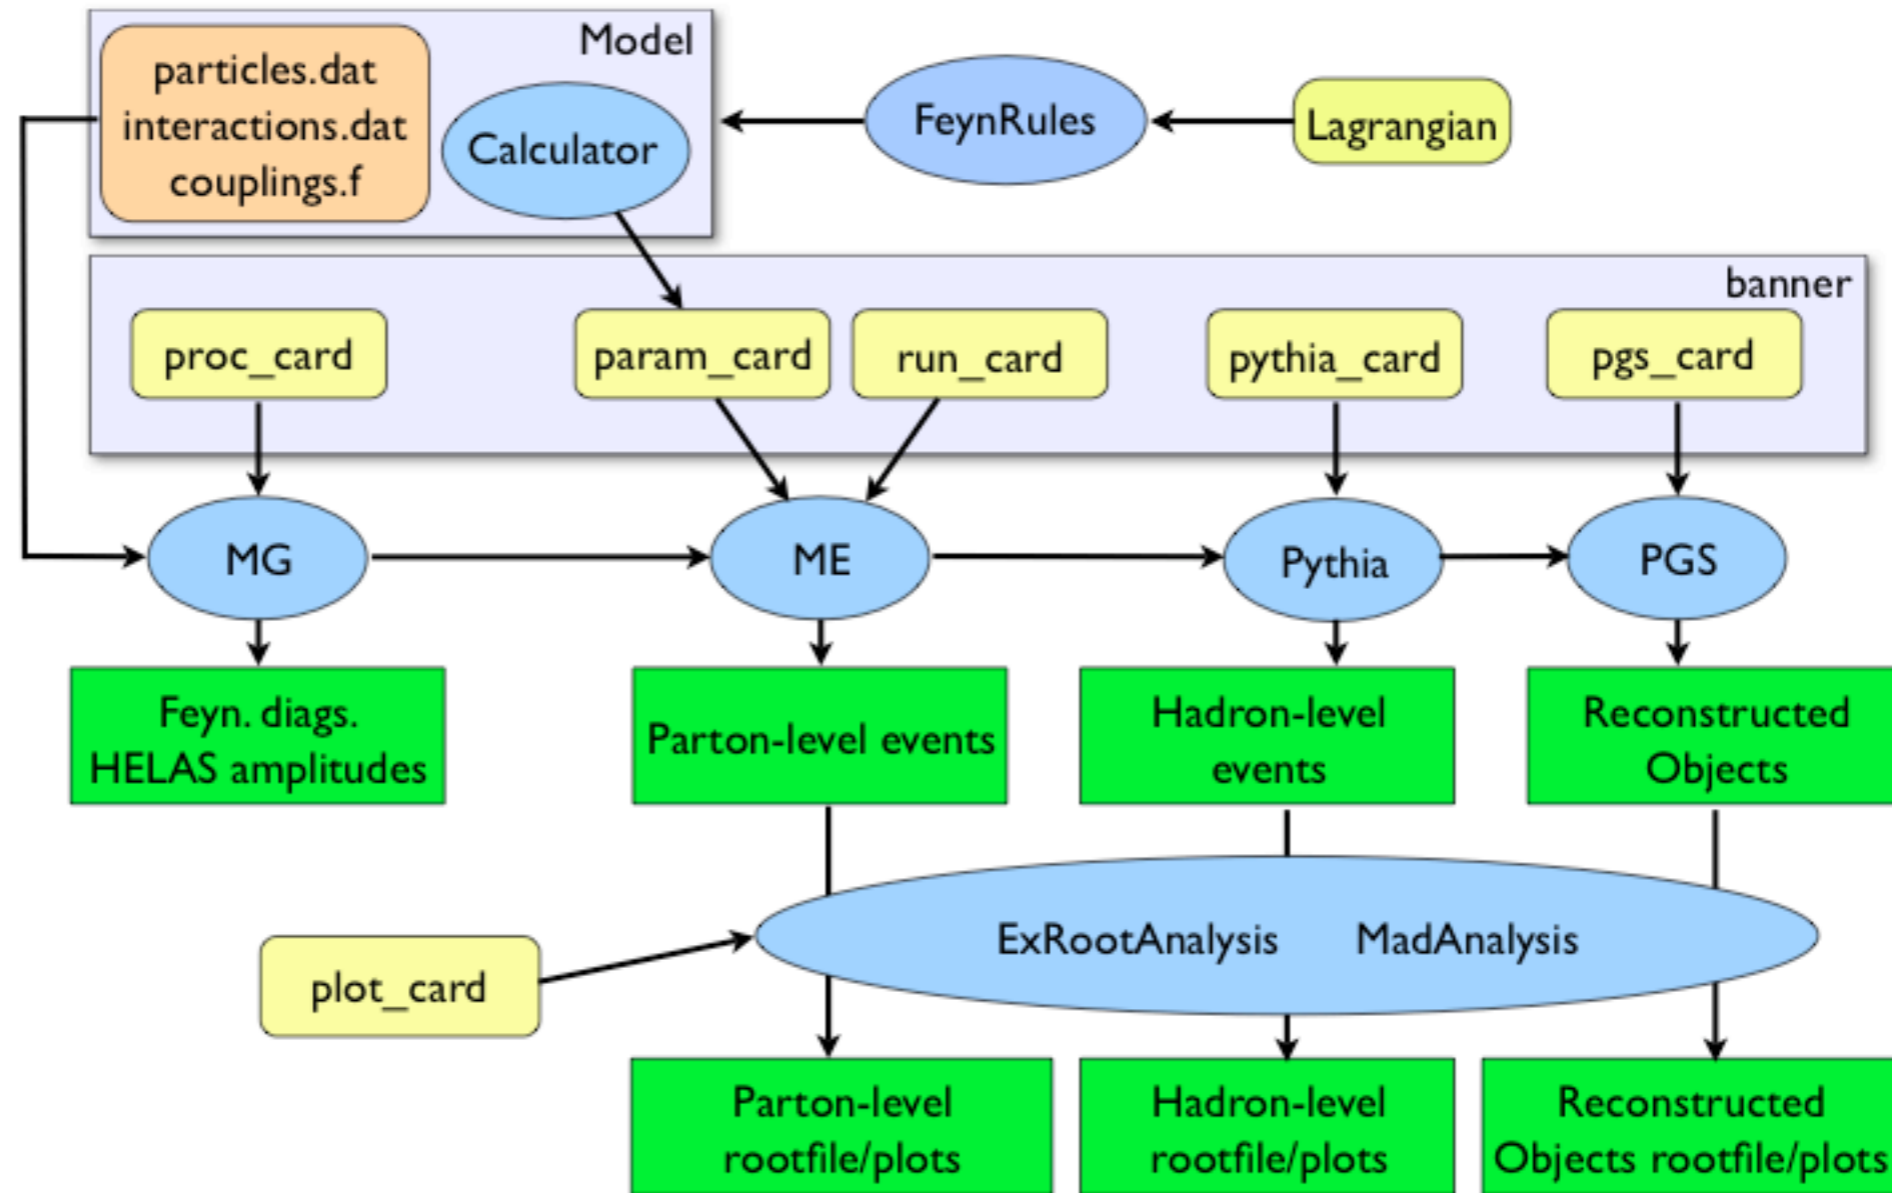 Model
particles.dat
interactions.dat
couplings.f
Calculator
FeynRules
Lagrangian
banner
proc_card
param_card
run_card
pythia_card
pgs_card
MG
ME
Pythia
PGS
Feyn. diags.
HELAS amplitudes
Parton-level events
Hadron-level
events
Reconstructed
Objects
ExRootAnalysis
MadAnalysis
plot_card
Parton-level
rootfile/plots
Hadron-level
rootfile/plots
Reconstructed
Objects rootfile/plots